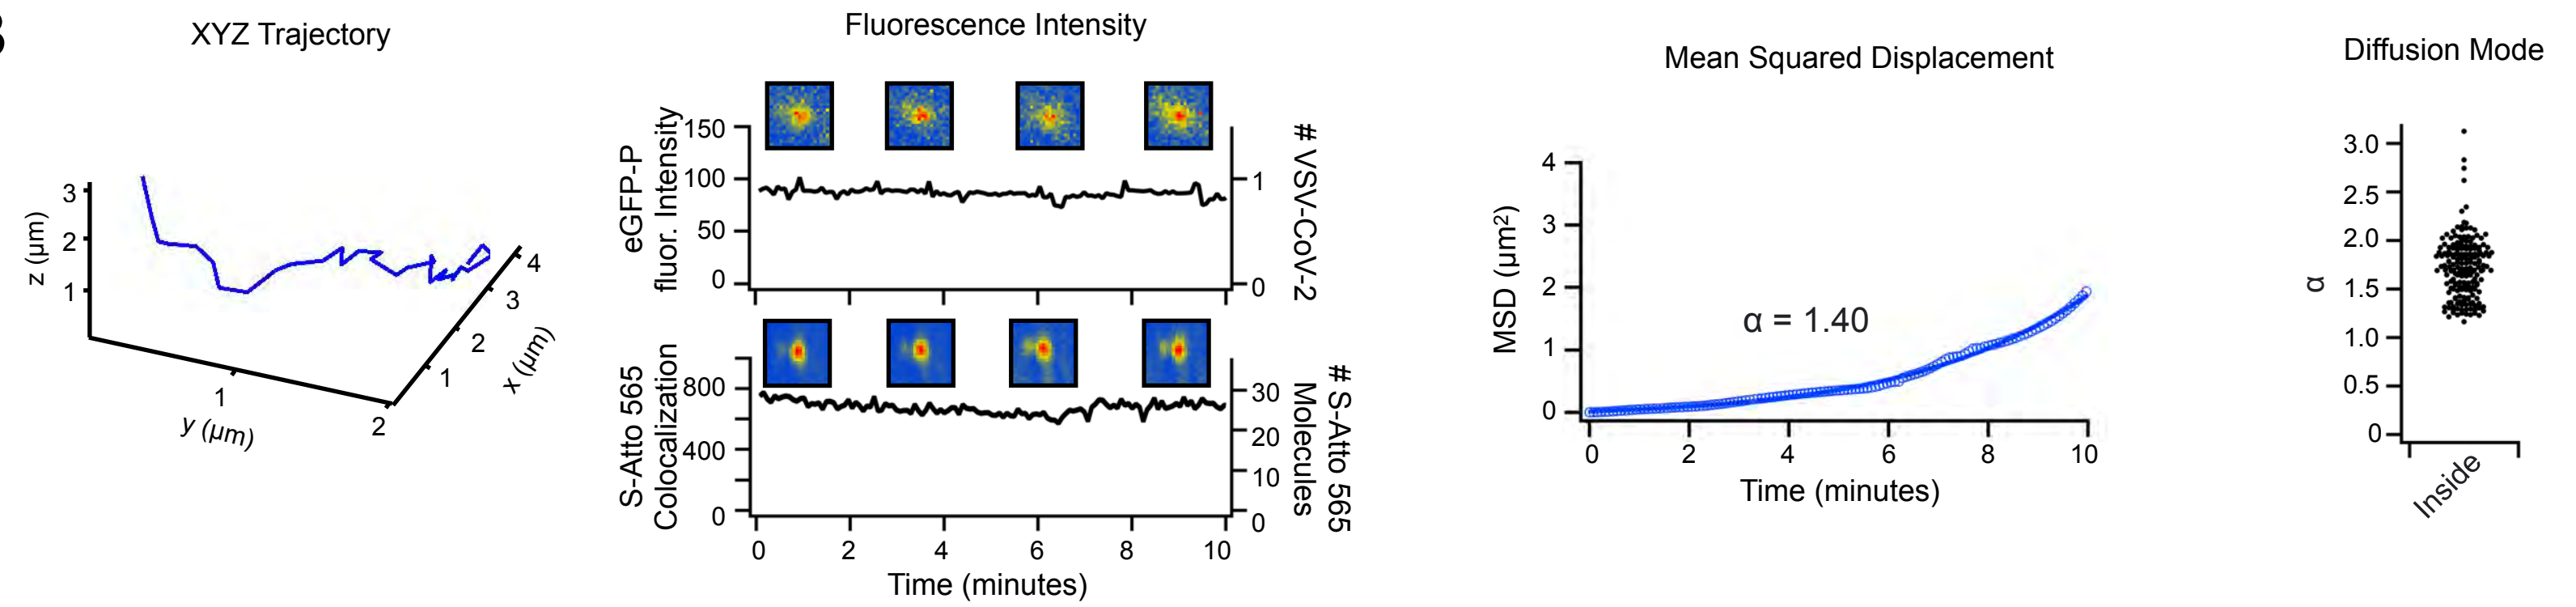 B
XYZ Trajectory
z (µm)
3
2
1
1
2
y (µm)
1
2
3
4
x (µm)
Fluorescence Intensity
eGFP-P
fluor. Intensity
150
100
50
0
1
0
# VSV-CoV-2
S-Atto 565
Colocalization
800
400
0
30
20
10
0
# S-Atto 565
Molecules
0 2 4 6 8 10
Time (minutes)
Mean Squared Displacement
MSD (µm²)
4
3
2
1
0
α = 1.40
0 2 4 6 8 10
Time (minutes)
Diffusion Mode
α
3.0
2.5
2.0
1.5
1.0
0.5
0
Inside